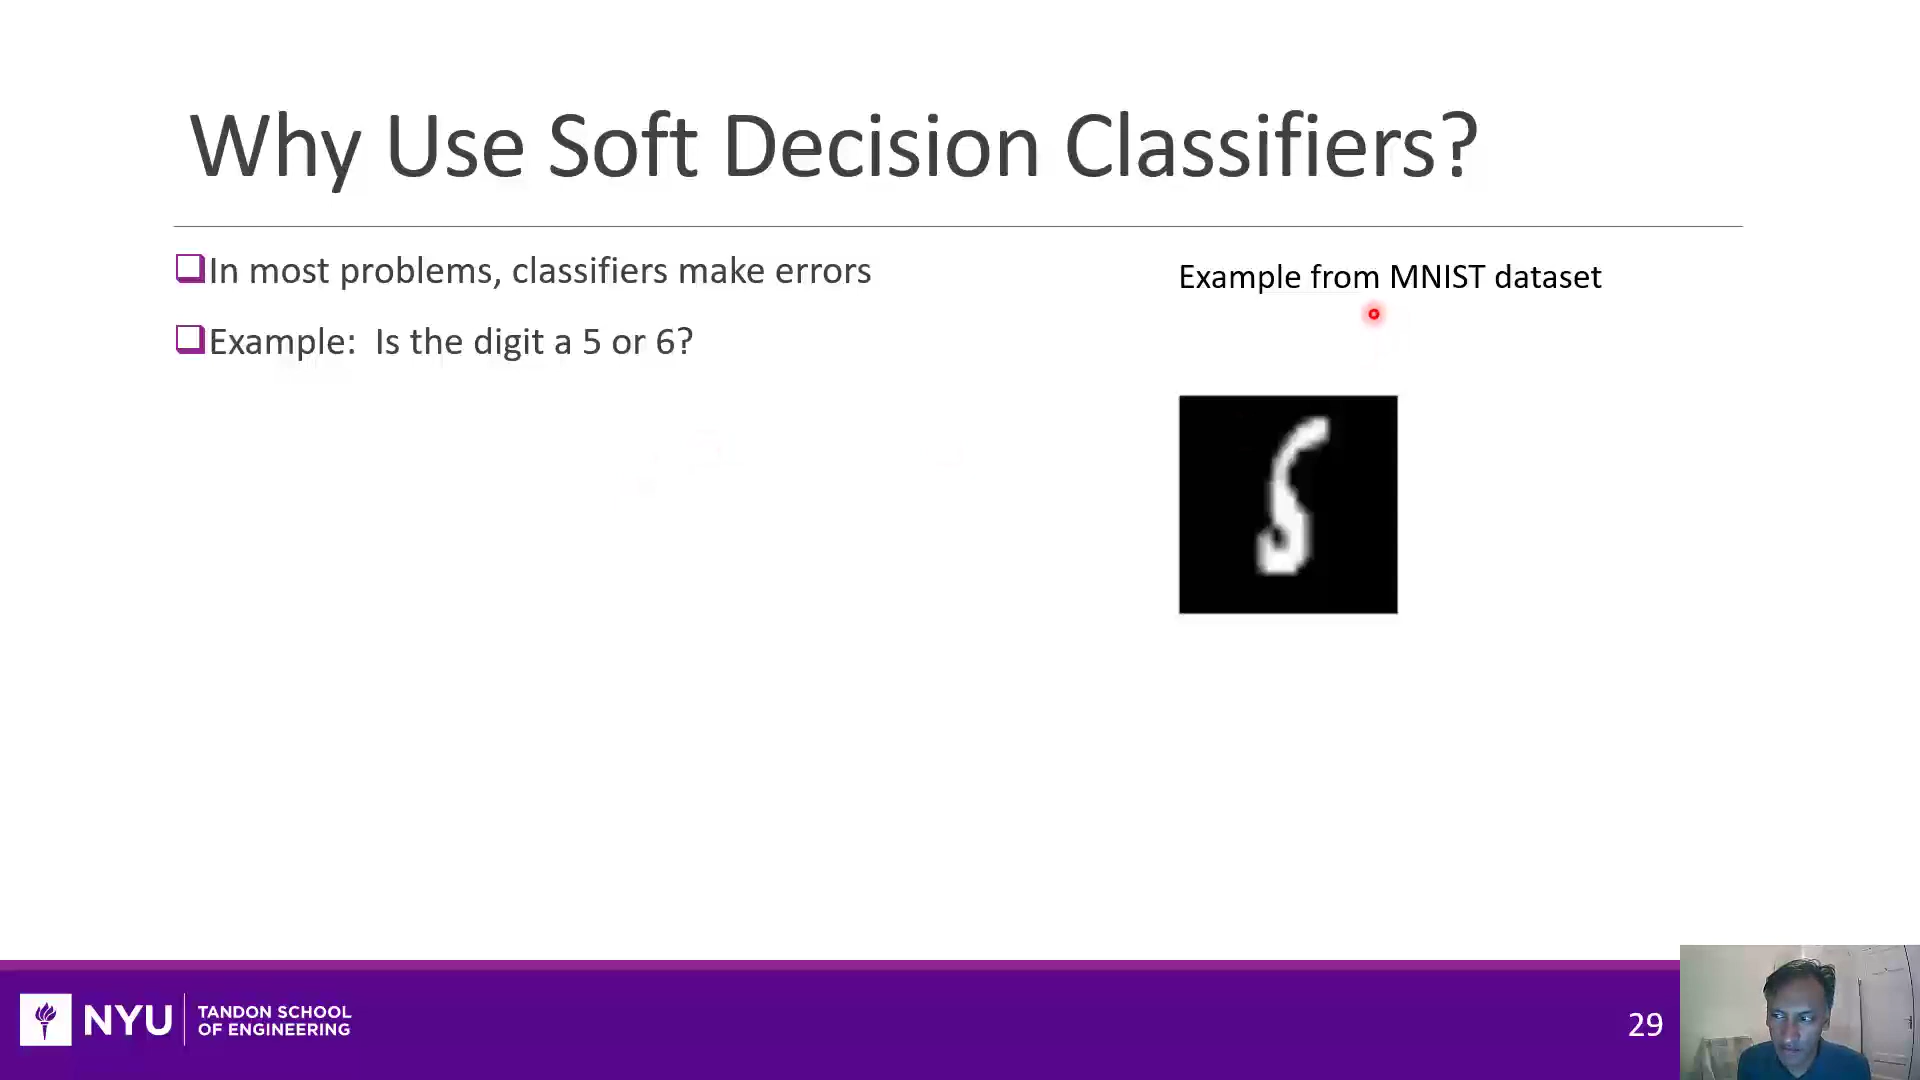 Why Use Soft Decision Classifiers?
In most problems, classifiers make errors
Example: Is the digit a 5 or 6?
Example from MNIST dataset
NYU
TANDON SCHOOL
OF ENGINEERING
29